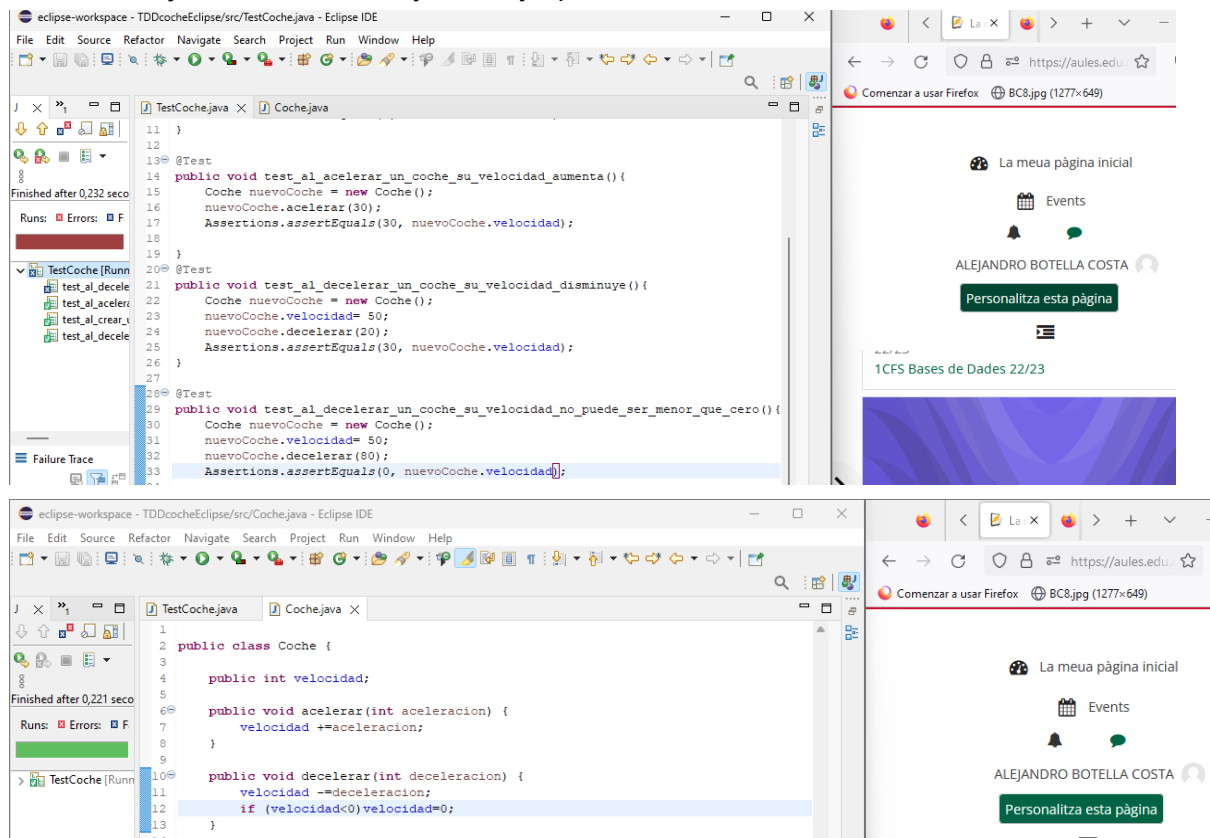 eclipse-workspace - TDDcocheEclipse/src/TestCoche.java - Eclipse IDE
File Edit Source Refactor Navigate Search Project Run Window Help
J
TestCoche.java
Coche.java
Finished after 0,232 seco
Runs: Errors: F
TestCoche [Runn
test_al_decele
test_al_acelera
test_al_crear_u
test_al_decele
Failure Trace
11 }
12
13 @Test
14 public void test_al_acelerar_un_coche_su_velocidad_aumenta(){
15 Coche nuevoCoche = new Coche();
16 nuevoCoche.acelerar(30);
17 Assertions.assertEquals(30, nuevoCoche.velocidad);
18
19 }
20 @Test
21 public void test_al_decelerar_un_coche_su_velocidad_disminuye(){
22 Coche nuevoCoche = new Coche();
23 nuevoCoche.velocidad= 50;
24 nuevoCoche.decelerar(20);
25 Assertions.assertEquals(30, nuevoCoche.velocidad);
26 }
27
28 @Test
29 public void test_al_decelerar_un_coche_su_velocidad_no_puede_ser_menor_que_cero(){
30 Coche nuevoCoche = new Coche();
31 nuevoCoche.velocidad= 50;
32 nuevoCoche.decelerar(80);
33 Assertions.assertEquals(0, nuevoCoche.velocidad);
La
https://aules.edu.
Comenzar a usar Firefox BC8.jpg (1277×649)
La meua pàgina inicial
Events
ALEJANDRO BOTELLA COSTA
Personalitza esta pàgina
1CFS Bases de Dades 22/23
eclipse-workspace - TDDcocheEclipse/src/Coche.java - Eclipse IDE
File Edit Source Refactor Navigate Search Project Run Window Help
J
TestCoche.java
Coche.java
Finished after 0,221 seco
Runs: Errors: F
TestCoche [Runn
1
2 public class Coche {
3
4 public int velocidad;
5
6 public void acelerar(int aceleracion) {
7 velocidad +=aceleracion;
8 }
9
10 public void decelerar(int deceleracion) {
11 velocidad -=deceleracion;
12 if (velocidad<0)velocidad=0;
13 }
La
https://aules.edu.
Comenzar a usar Firefox BC8.jpg (1277×649)
La meua pàgina inicial
Events
ALEJANDRO BOTELLA COSTA
Personalitza esta pàgina